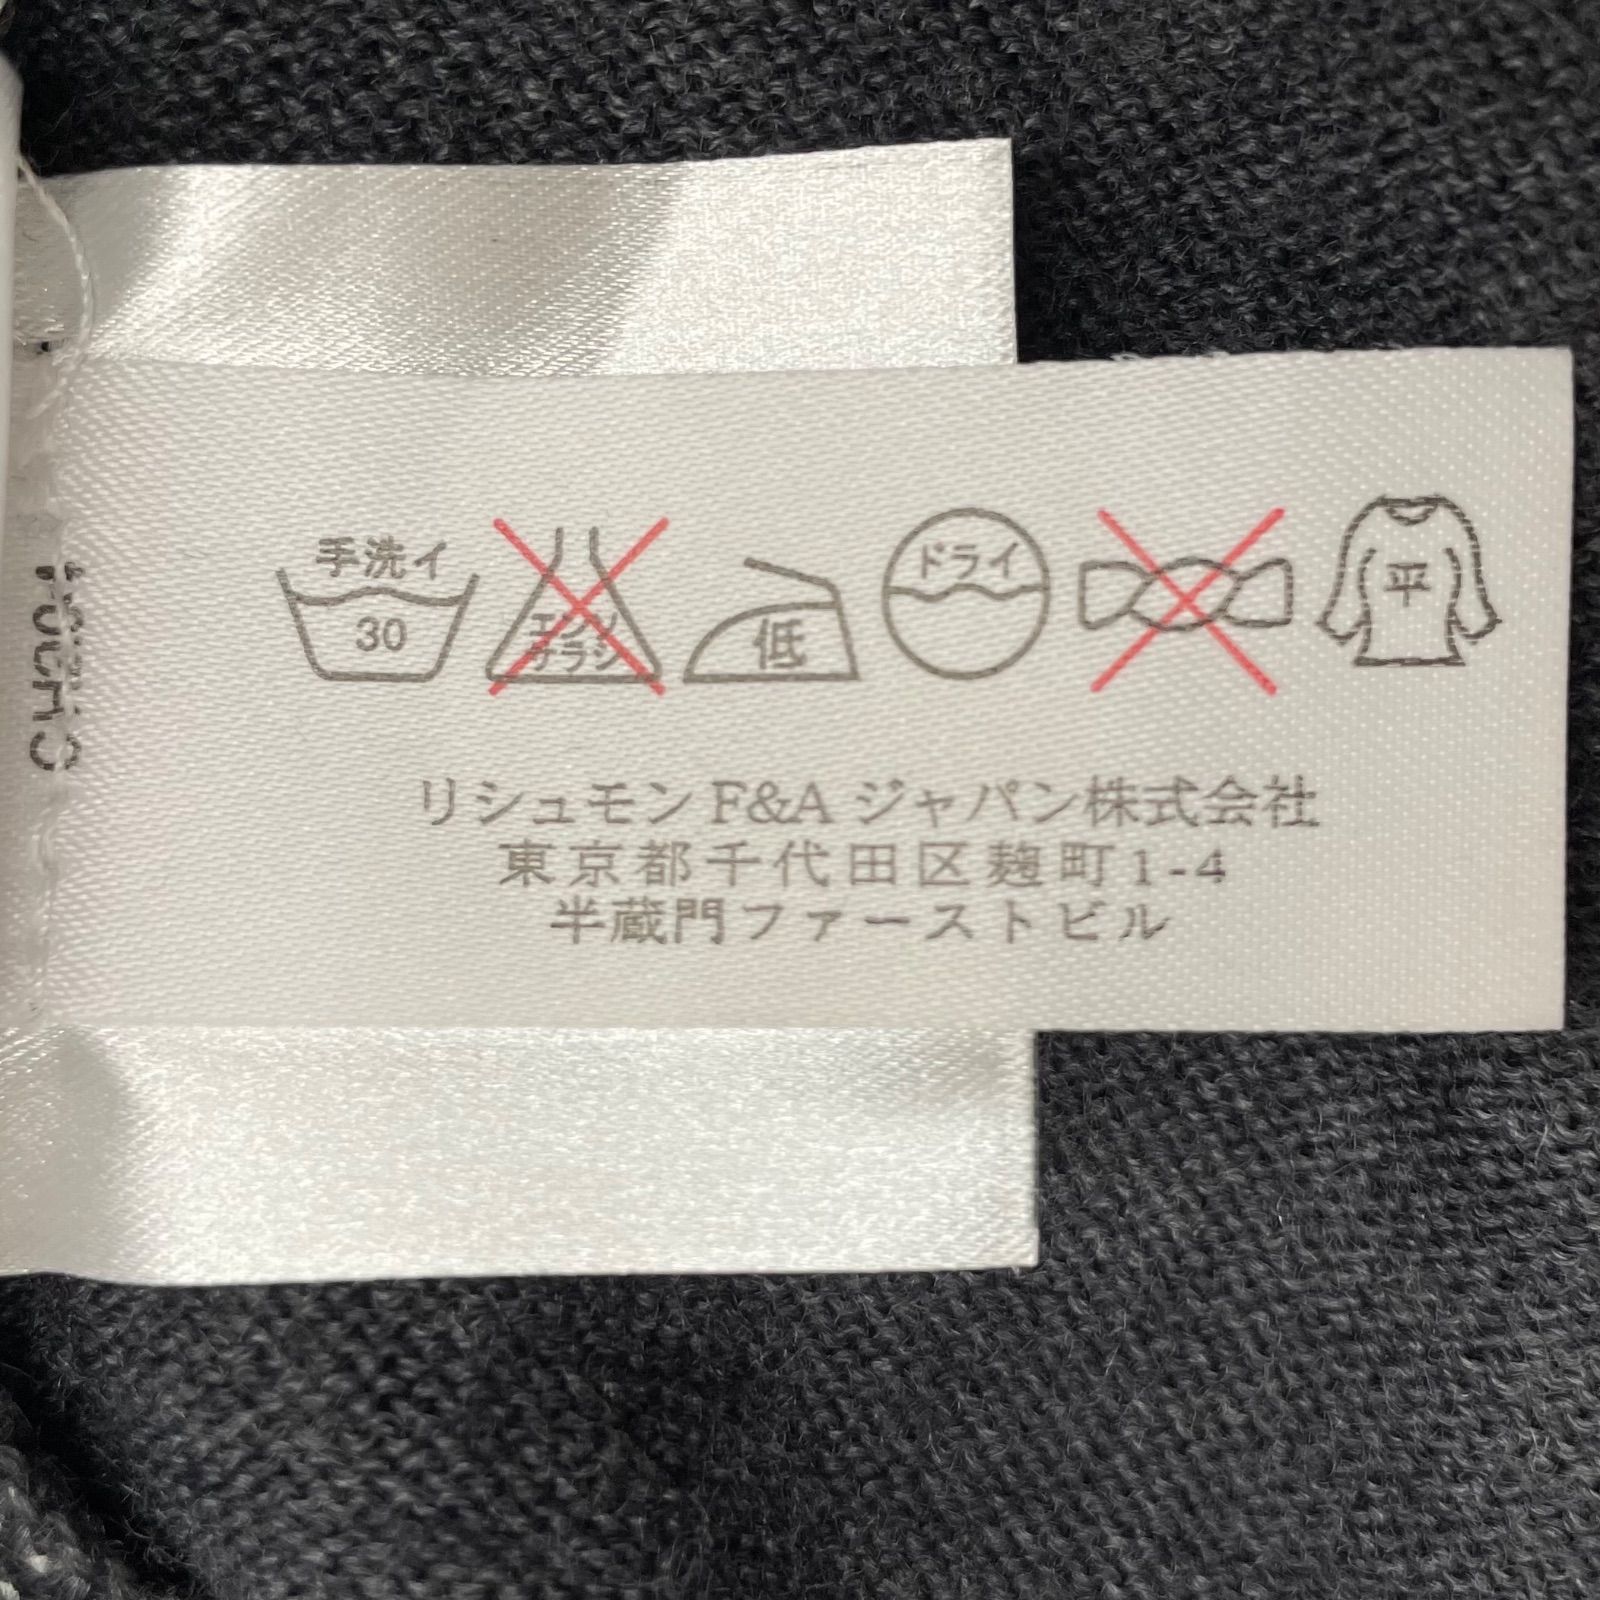 手洗イ
30
エンソ
サラシ
低
ドライ
平
リシュモン F&A ジャパン株式会社
東京都千代田区麹町1-4
半蔵門ファーストビル